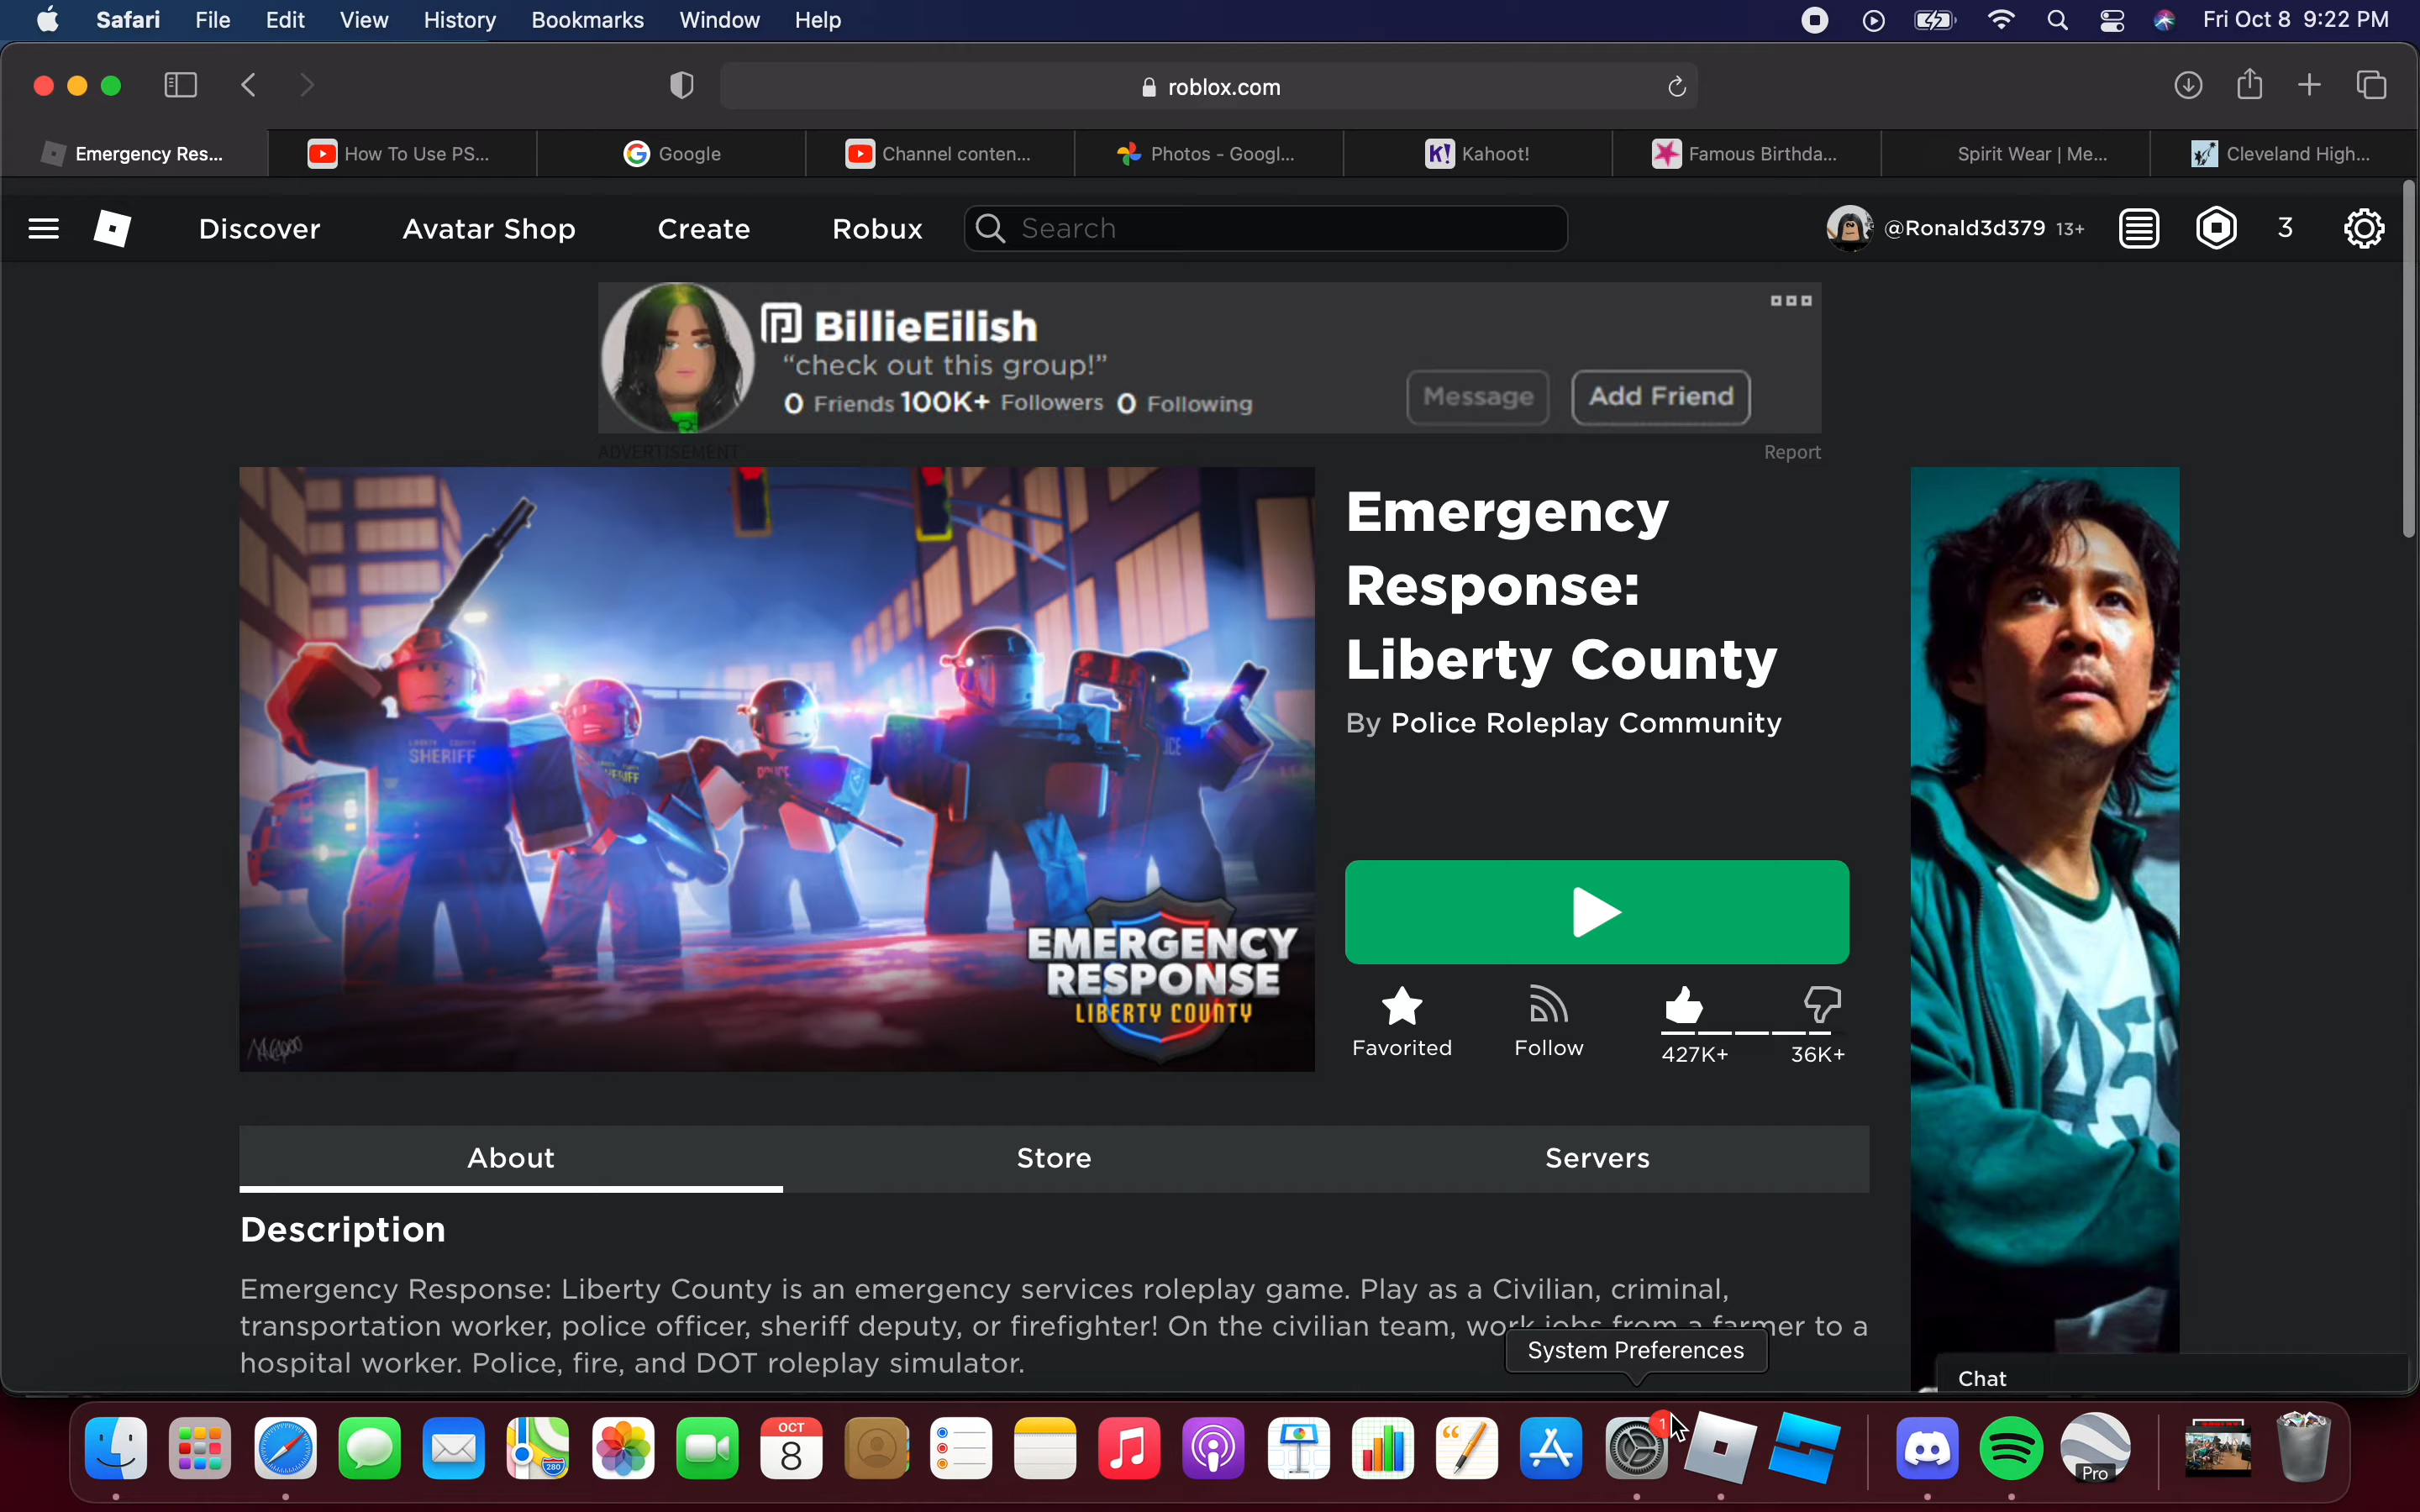 Safari File Edit View History Bookmarks Window Help Fri Oct 8 9:22 PM
roblox.com
Emergency Res... How To Use PS... Google Channel conten... Photos - Googl... K! Kahoot! Famous Birthda... Spirit Wear | Me... Cleveland High...
Discover Avatar Shop Create Robux Search @Ronald3d379 13+ 3
BillieEilish
“check out this group!”
0 Friends 100K+ Followers 0 Following Message Add Friend
ADVERTISEMENT Report
Emergency
Response:
Liberty County
By Police Roleplay Community
SHERIFF
POLICE
EMERGENCY
RESPONSE
LIBERTY COUNTY
Favorited Follow 427K+ 36K+
456
About Store Servers
Description
Emergency Response: Liberty County is an emergency services roleplay game. Play as a Civilian, criminal,
transportation worker, police officer, sheriff deputy, or firefighter! On the civilian team, work jobs from a farmer to a
hospital worker. Police, fire, and DOT roleplay simulator.
System Preferences
Chat
OCT
8
280
1
Pro